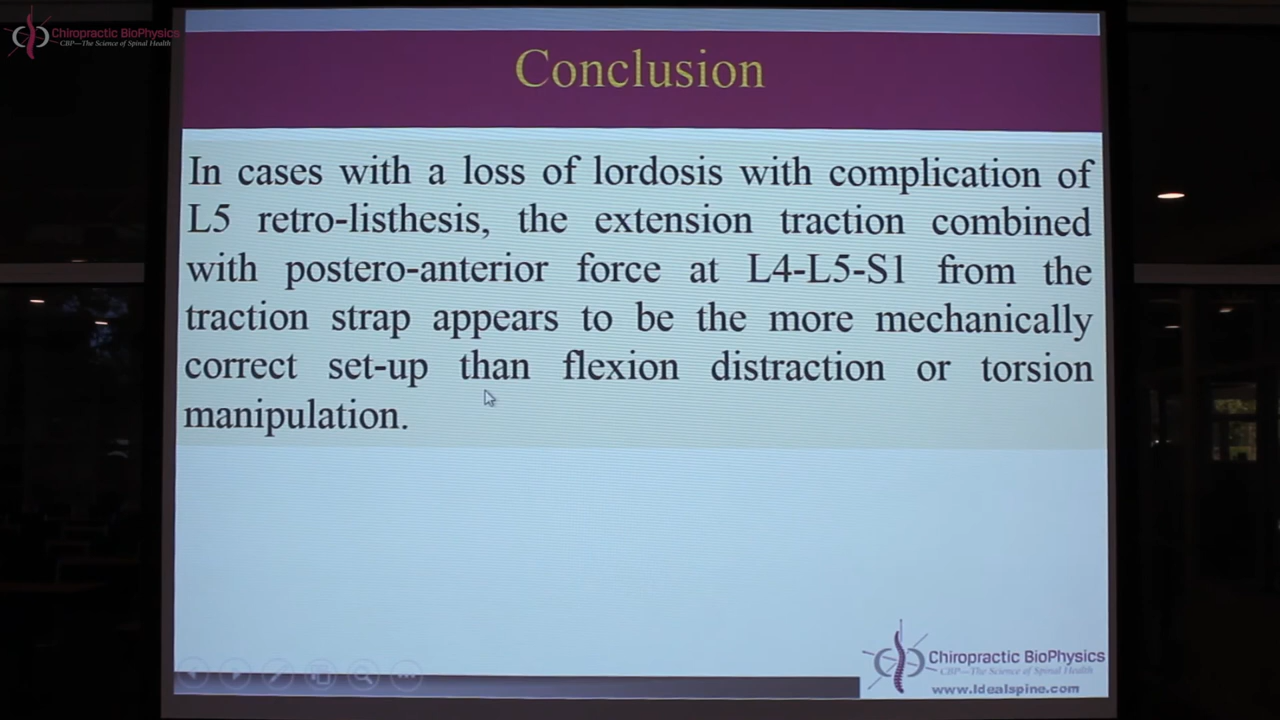 Chiropractic BioPhysics
CBP—The Science of Spinal Health
Conclusion
In cases with a loss of lordosis with complication of
L5 retro-listhesis, the extension traction combined
with postero-anterior force at L4-L5-S1 from the
traction strap appears to be the more mechanically
correct set-up than flexion distraction or torsion
manipulation.
Chiropractic BioPhysics
CBP—The Science of Spinal Health
www.Idealspine.com